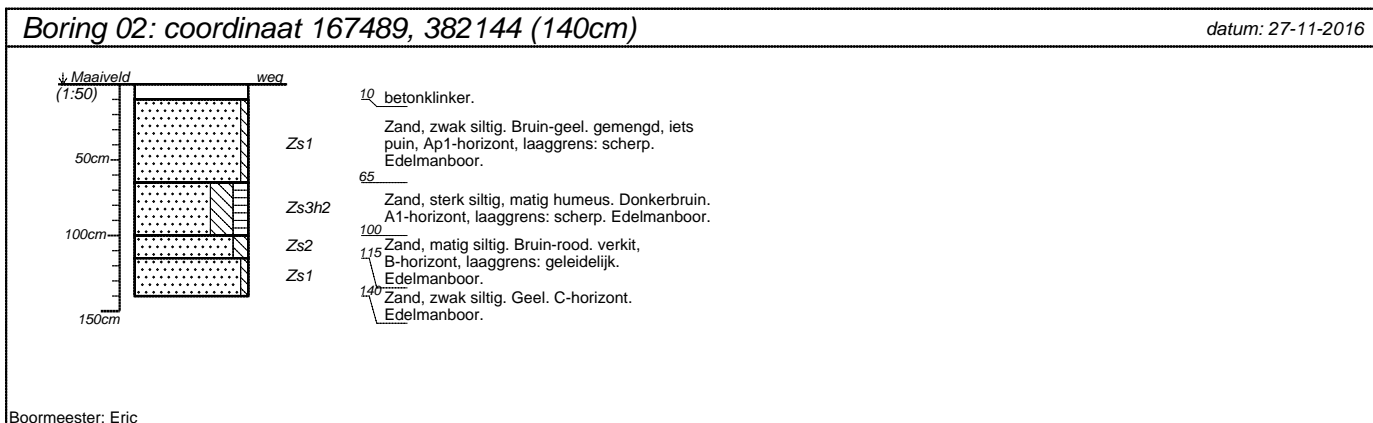 Boring 02: coordinaat 167489, 382144 (140cm)
datum: 27-11-2016
Maaiveld
weg
(1:50)
50cm
100cm
150cm
Zs1
Zs3h2
Zs2
Zs1
10
betonklinker.
Zand, zwak siltig. Bruin-geel. gemengd, iets
puin, Ap1-horizont, laaggrens: scherp.
Edelmanboor.
65
Zand, sterk siltig, matig humeus. Donkerbruin.
A1-horizont, laaggrens: scherp. Edelmanboor.
100
Zand, matig siltig. Bruin-rood. verkit,
115
B-horizont, laaggrens: geleidelijk.
Edelmanboor.
140
Zand, zwak siltig. Geel. C-horizont.
Edelmanboor.
Boormeester: Eric